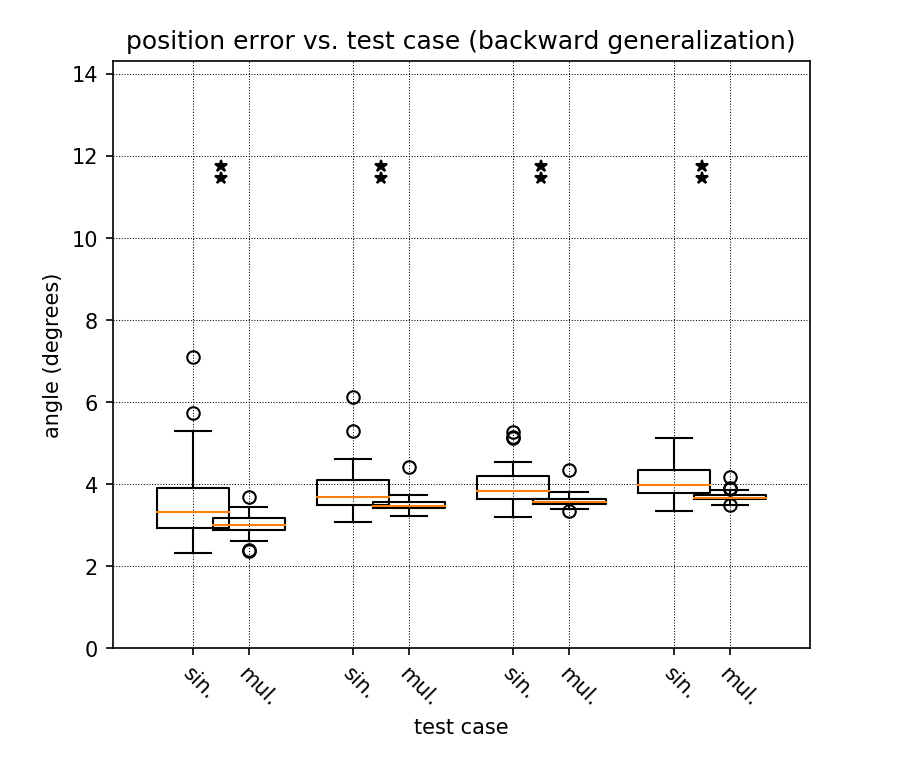 position error vs. test case (backward generalization)
angle (degrees)
14
12
10
8
6
4
2
0
sin. mul. sin. mul. sin. mul. sin. mul.
test case